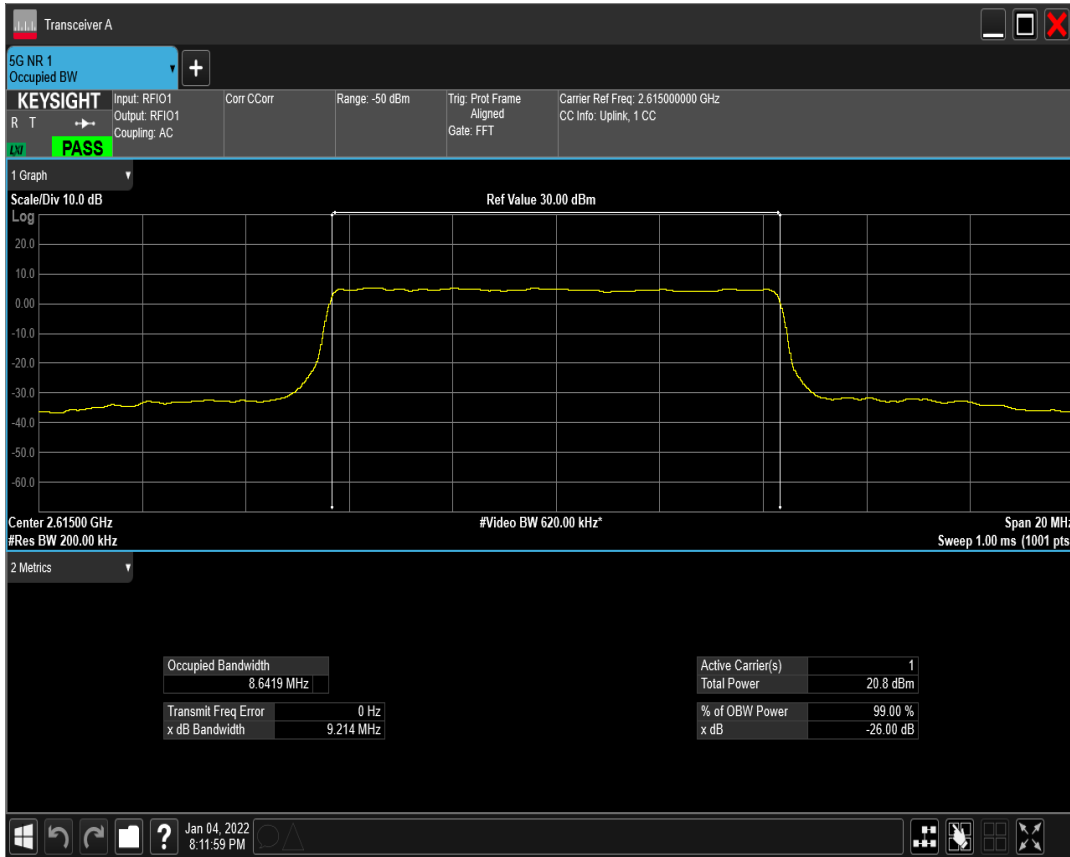 Transceiver A
5G NR 1
Occupied BW
KEYSIGHT
R T
LXI
PASS
Input: RFIO1
Output: RFIO1
Coupling: AC
Corr CCorr
Range: -50 dBm
Trig: Prot Frame
Aligned
Gate: FFT
Carrier Ref Freq: 2.615000000 GHz
CC Info: Uplink, 1 CC
1 Graph
Scale/Div 10.0 dB
Ref Value 30.00 dBm
Log
20.0
10.0
0.00
-10.0
-20.0
-30.0
-40.0
-50.0
-60.0
Center 2.61500 GHz
#Video BW 620.00 kHz*
Span 20 MHz
#Res BW 200.00 kHz
Sweep 1.00 ms (1001 pts
2 Metrics
Occupied Bandwidth
8.6419 MHz
Transmit Freq Error 0 Hz
x dB Bandwidth 9.214 MHz
Active Carrier(s) 1
Total Power 20.8 dBm
% of OBW Power 99.00 %
x dB -26.00 dB
?
Jan 04, 2022
8:11:59 PM